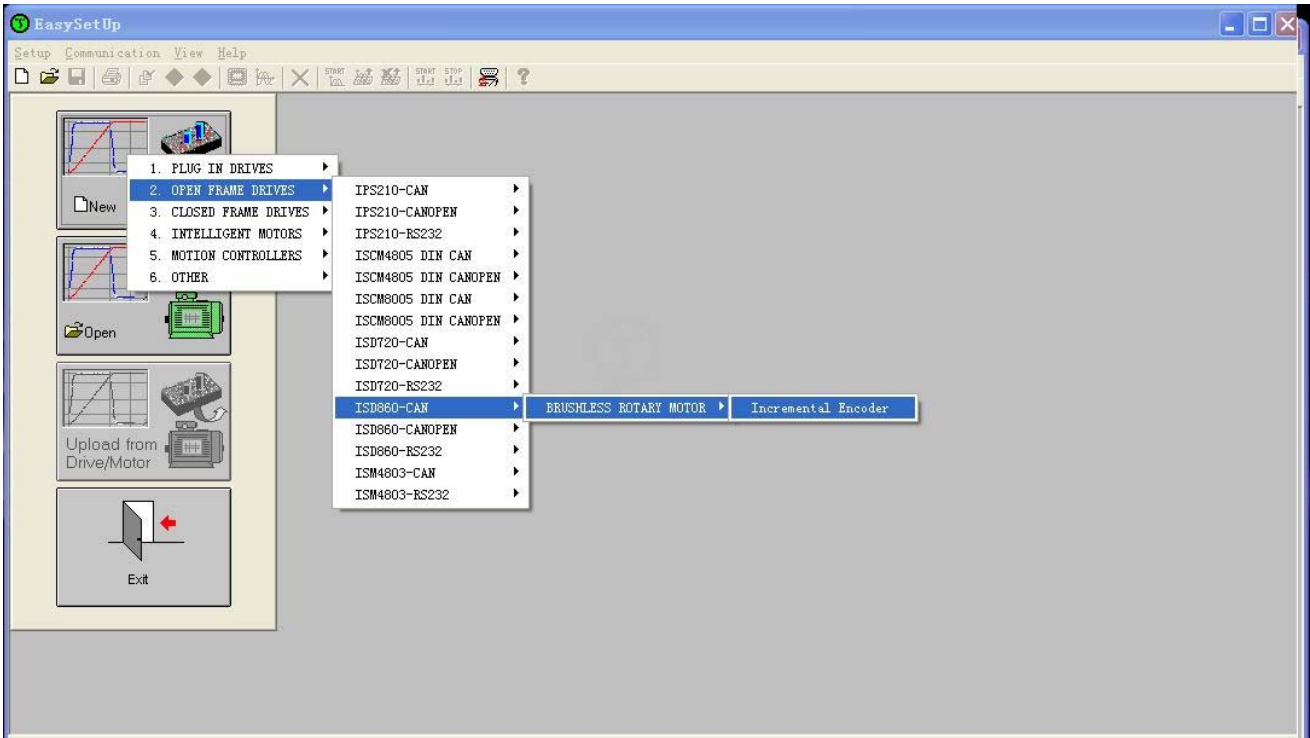 EasySetUp
Setup Communication View Help
START START STOP ?
New
Open
Upload from
Drive/Motor
Exit
1. PLUG IN DRIVES
2. OPEN FRAME DRIVES
3. CLOSED FRAME DRIVES
4. INTELLIGENT MOTORS
5. MOTION CONTROLLERS
6. OTHER
IPS210-CAN
IPS210-CANOPEN
IPS210-RS232
ISCM4805 DIN CAN
ISCM4805 DIN CANOPEN
ISCM8005 DIN CAN
ISCM8005 DIN CANOPEN
ISD720-CAN
ISD720-CANOPEN
ISD720-RS232
ISD860-CAN
ISD860-CANOPEN
ISD860-RS232
ISM4803-CAN
ISM4803-RS232
BRUSHLESS ROTARY MOTOR
Incremental Encoder